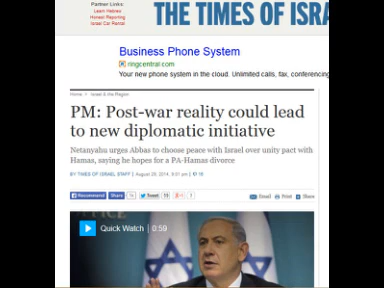 Partner Links:
Learn Hebrew
Honest Reporting
Israel Car Rental
THE TIMES OF ISRA
Business Phone System
ringcentral.com
Your new phone system in the cloud. Unlimited calls, fax, conferencing
Home > Israel & the Region
PM: Post-war reality could lead
to new diplomatic initiative
Netanyahu urges Abbas to choose peace with Israel over unity pact with
Hamas, saying he hopes for a PA-Hamas divorce
BY TIMES OF ISRAEL STAFF | August 28, 2014, 9:01 pm |
Recommend Share Tweet Email Print Share
Quick Watch | 0:59